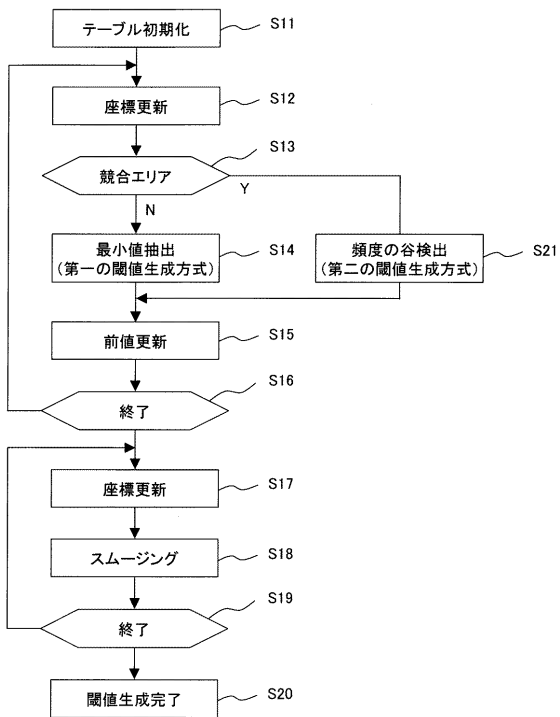 テーブル初期化
S11
座標更新
S12
競合エリア
S13
Y
N
最小値抽出
(第一の閾値生成方式)
S14
頻度の谷検出
(第二の閾値生成方式)
S21
前値更新
S15
終了
S16
座標更新
S17
スムージング
S18
終了
S19
閾値生成完了
S20